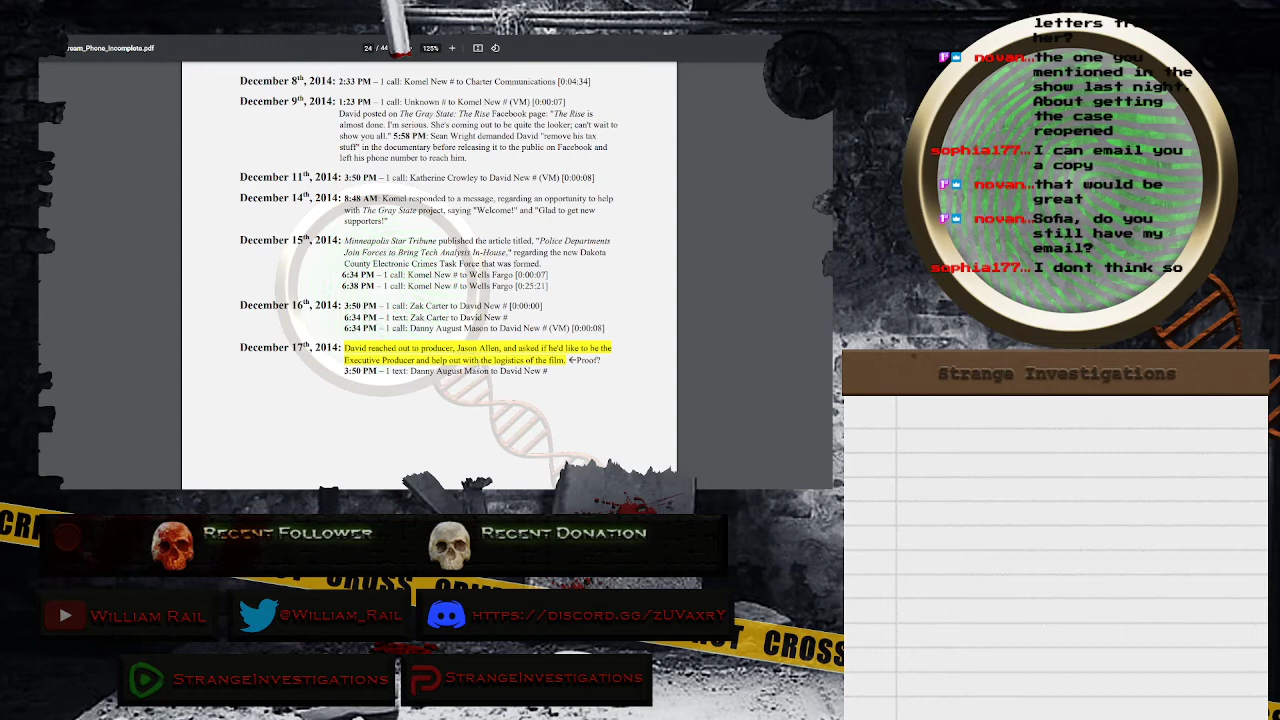 ream_Phone_Incomplete.pdf
24 / 44
125%
December 8th, 2014: 2:33 PM – 1 call: Komel New # to Charter Communications [0:04:34]
December 9th, 2014: 1:23 PM – 1 call: Unknown # to Komel New # (VM) [0:00:07]
David posted on The Gray State: The Rise Facebook page: "The Rise is
almost done. I'm serious. She's coming out to be quite the looker; can't wait to
show you all." 5:58 PM: Sean Wright demanded David "remove his tax
stuff" in the documentary before releasing it to the public on Facebook and
left his phone number to reach him.
December 11th, 2014: 3:50 PM – 1 call: Katherine Crowley to David New # (VM) [0:00:08]
December 14th, 2014: 8:48 AM: Komel responded to a message, regarding an opportunity to help
with The Gray State project, saying "Welcome!" and "Glad to get new
supporters!"
December 15th, 2014: Minneapolis Star Tribune published the article titled, "Police Departments
Join Forces to Bring Tech Analysis In-House," regarding the new Dakota
County Electronic Crimes Task Force that was formed.
6:34 PM – 1 call: Komel New # to Wells Fargo [0:00:07]
6:38 PM – 1 call: Komel New # to Wells Fargo [0:25:21]
December 16th, 2014: 3:50 PM – 1 call: Zak Carter to David New # [0:00:00]
6:34 PM – 1 text: Zak Carter to David New #
6:34 PM – 1 call: Danny August Mason to David New # (VM) [0:00:08]
December 17th, 2014: David reached out to producer, Jason Allen, and asked if he'd like to be the
Executive Producer and help out with the logistics of the film. ←Proof?
3:50 PM – 1 text: Danny August Mason to David New #
letters
her?
novan… the one you
mentioned in the
show last night.
About getting
the case
reopened
sophia177… I can email you
a copy
novan… that would be
great
novan… Sofia, do you
still have my
email?
sophia177… I dont think so
Strange Investigations
Recent Follower
Recent Donation
William Rail
@William_Rail
https://discord.gg/zUVaxrY
StrangeInvestigations
StrangeInvestigations
CRI
CROSS
CROSS